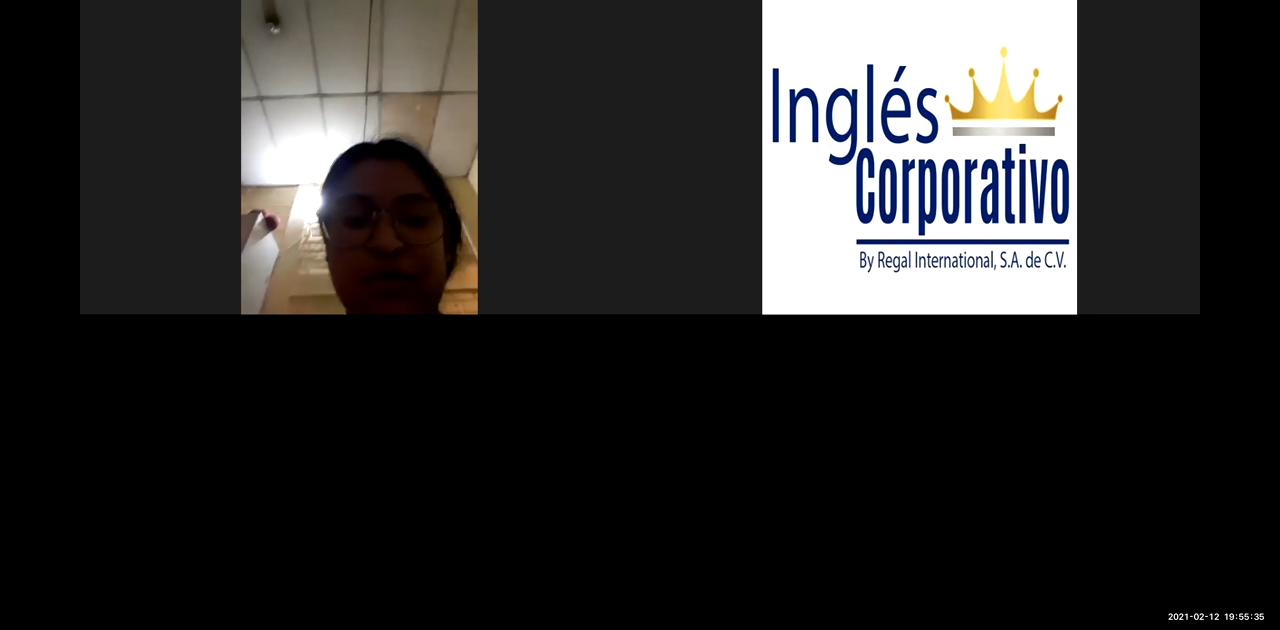 Inglés
Corporativo
By Regal International, S.A. de C.V.
2021-02-12 19:55:35